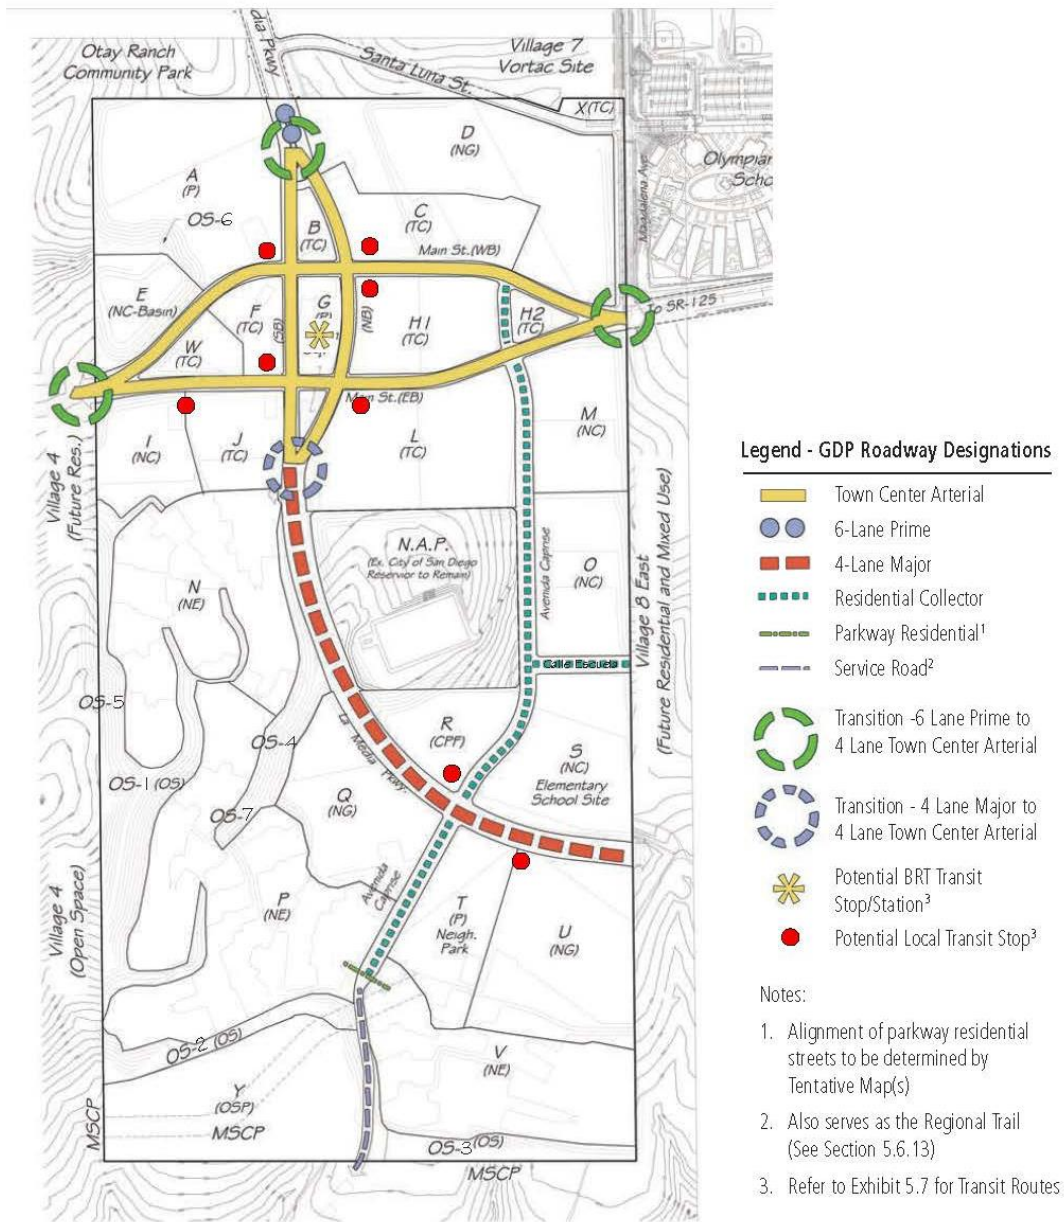 dia Pkwy
Otay Ranch
Community Park
Santa Luna St.
Village 7
Vortac Site
X(TC)
D
(NG)
A
(P)
OS-6
B
(TC)
C
(TC)
Main St.(WB)
Magdalena Ave.
Olympian
Scho
To SR-125
E
(NC-Basin)
F
(TC)
(SB)
G
(P)
(NB)
H1
(TC)
H2
(TC)
W
(TC)
Main St.(EB)
I
(NC)
J
(TC)
L
(TC)
M
(NC)
Village 4
(Future Res.)
N.A.P.
(Ex. City of San Diego
Reservior to Remain)
Avenida Caprise
O
(NC)
Village 8 East
(Future Residential and Mixed Use)
N
(NE)
Calle Escuela
OS-5
OS-4
La Media Pkwy.
R
(CPF)
S
(NC)
Elementary
School Site
OS-1 (OS)
OS-7
Q
(NG)
Avenida
Caprise
Village 4
(Open Space)
P
(NE)
T
(P)
Neigh.
Park
U
(NG)
OS-2 (OS)
V
(NE)
Y
(OSP)
MSCP
MSCP
OS-3 (OS)
MSCP
Legend - GDP Roadway Designations
Town Center Arterial
6-Lane Prime
4-Lane Major
Residential Collector
Parkway Residential¹
Service Road²
Transition -6 Lane Prime to
4 Lane Town Center Arterial
Transition - 4 Lane Major to
4 Lane Town Center Arterial
Potential BRT Transit
Stop/Station³
Potential Local Transit Stop³
Notes:
1. Alignment of parkway residential
streets to be determined by
Tentative Map(s)
2. Also serves as the Regional Trail
(See Section 5.6.13)
3. Refer to Exhibit 5.7 for Transit Routes